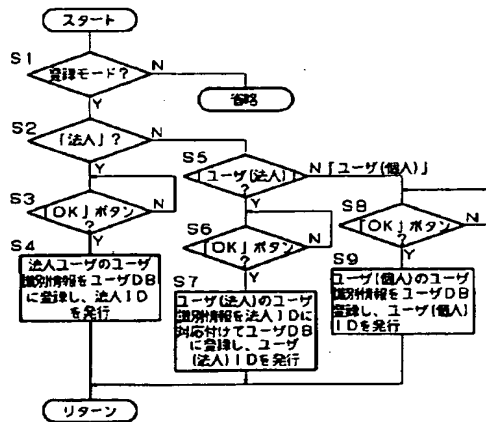 スタート
S1
登録モード?
N
Y
省略
S2
「法人」?
N
Y
S5
ユーザ(法人)
?
N「ユーザ(個人)」
Y
S3
「OK」ボタン
?
N
Y
S6
「OK」ボタン
?
N
Y
S8
「OK」ボタン
?
N
Y
S4
法人ユーザのユーザ
識別情報をユーザDB
に登録し、法人ID
を発行
S7
ユーザ(法人)のユーザ
識別情報を法人IDに
対応付けてユーザDB
に登録し、ユーザ
(法人)IDを発行
S9
ユーザ(個人)のユーザ
識別情報をユーザDB
登録し、ユーザ(個人)
IDを発行
リターン